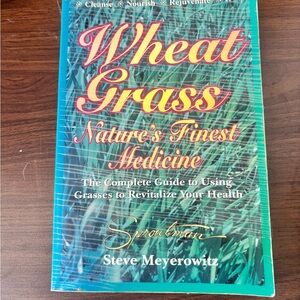 ※ Cleanse ※ Nourish ※ Rejuvenate ※
Wheat
Grass
Nature's Finest
Medicine
The Complete Guide to Using
Grasses to Revitalize Your Health
Sproutman
Steve Meyerowitz